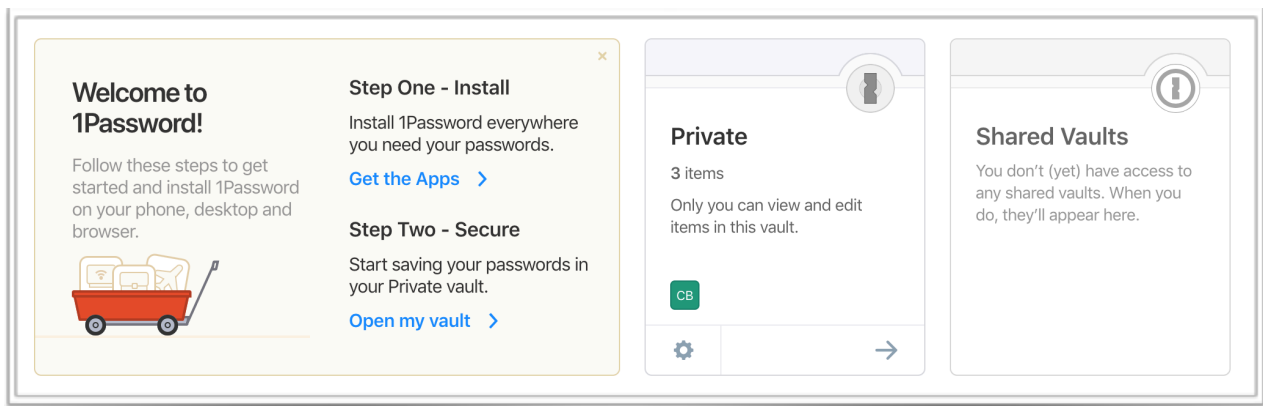 Welcome to
1Password!
Follow these steps to get
started and install 1Password
on your phone, desktop and
browser.
Step One - Install
Install 1Password everywhere
you need your passwords.
Get the Apps
Step Two - Secure
Start saving your passwords in
your Private vault.
Open my vault
Private
3 items
Only you can view and edit
items in this vault.
CB
Shared Vaults
You don’t (yet) have access to
any shared vaults. When you
do, they’ll appear here.